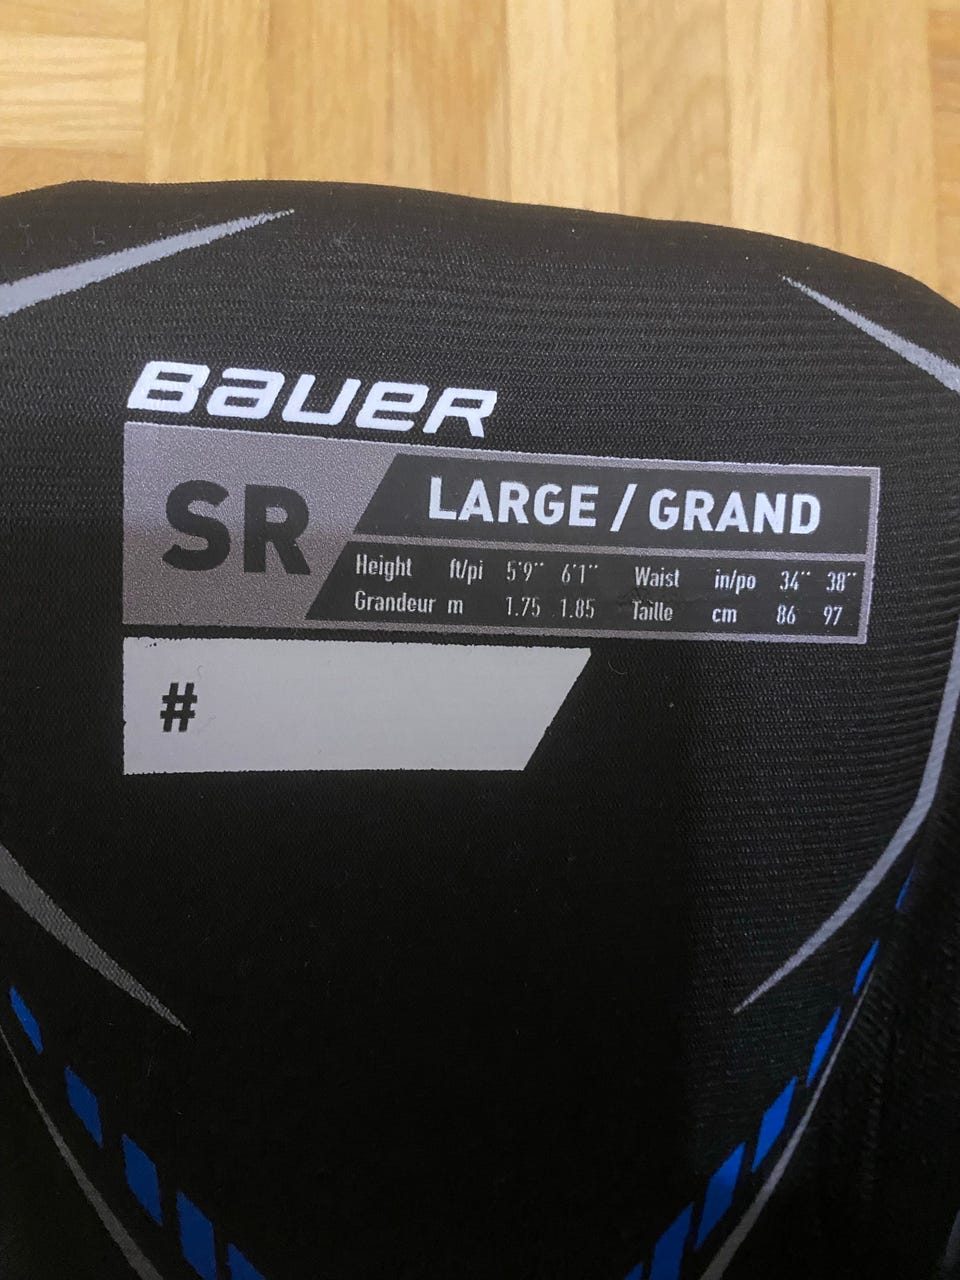 BAUER
SR
LARGE / GRAND
Height ft/pi 5'9'' 6'1'' Waist in/po 34'' 38''
Grandeur m 1.75 1.85 Taille cm 86 97
#